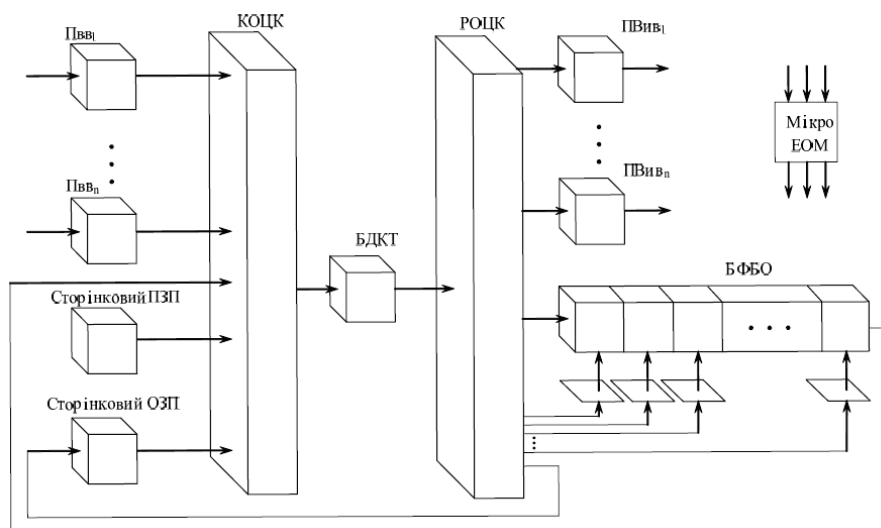 КОЦК
РОЦК
Пвв₁
ПВив₁
Мікро
ЕОМ
Пввₙ
ПВивₙ
БДКТ
БФБО
Сторінковий ПЗП
Сторінковий ОЗП